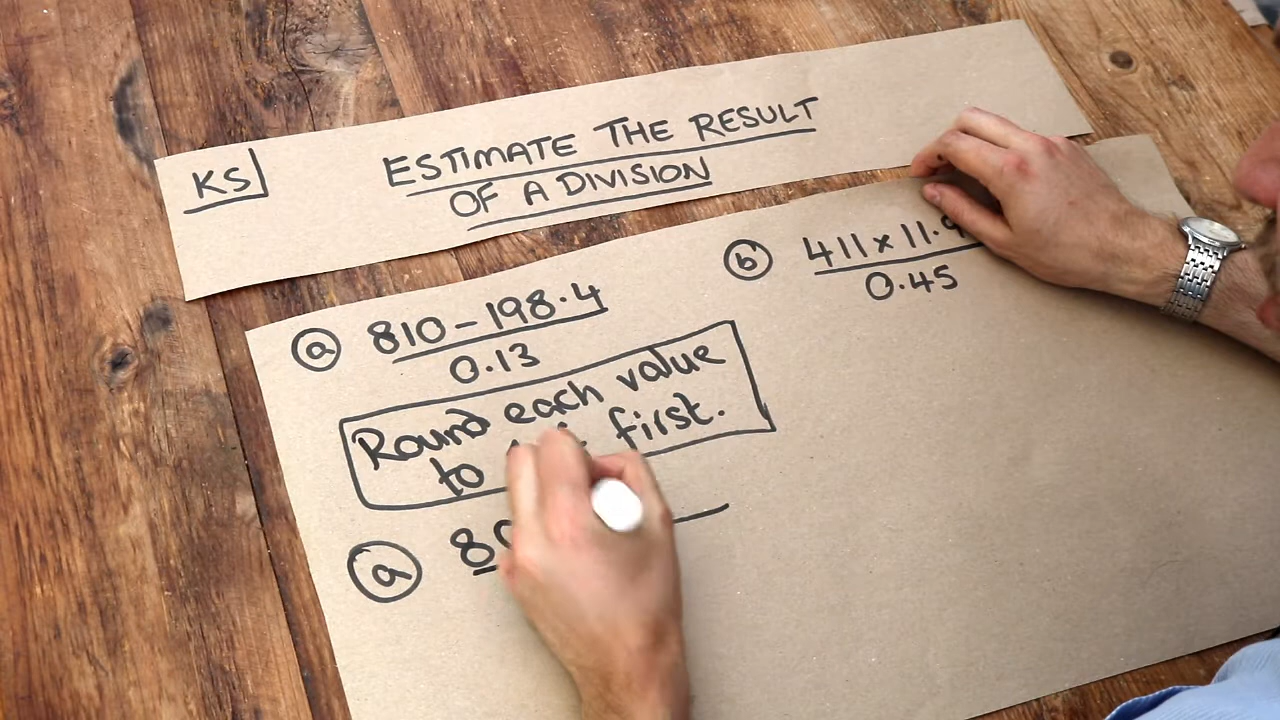 KS
ESTIMATE THE RESULT
OF A DIVISION
a 810 - 198.4
0.13
b 411 × 11.9
0.45
Round each value
to first.
a